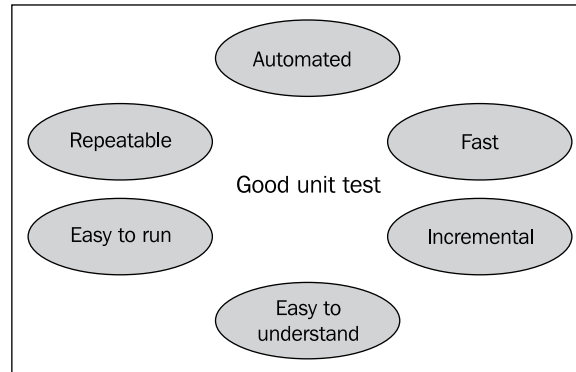 Automated
Repeatable
Fast
Good unit test
Easy to run
Incremental
Easy to
understand